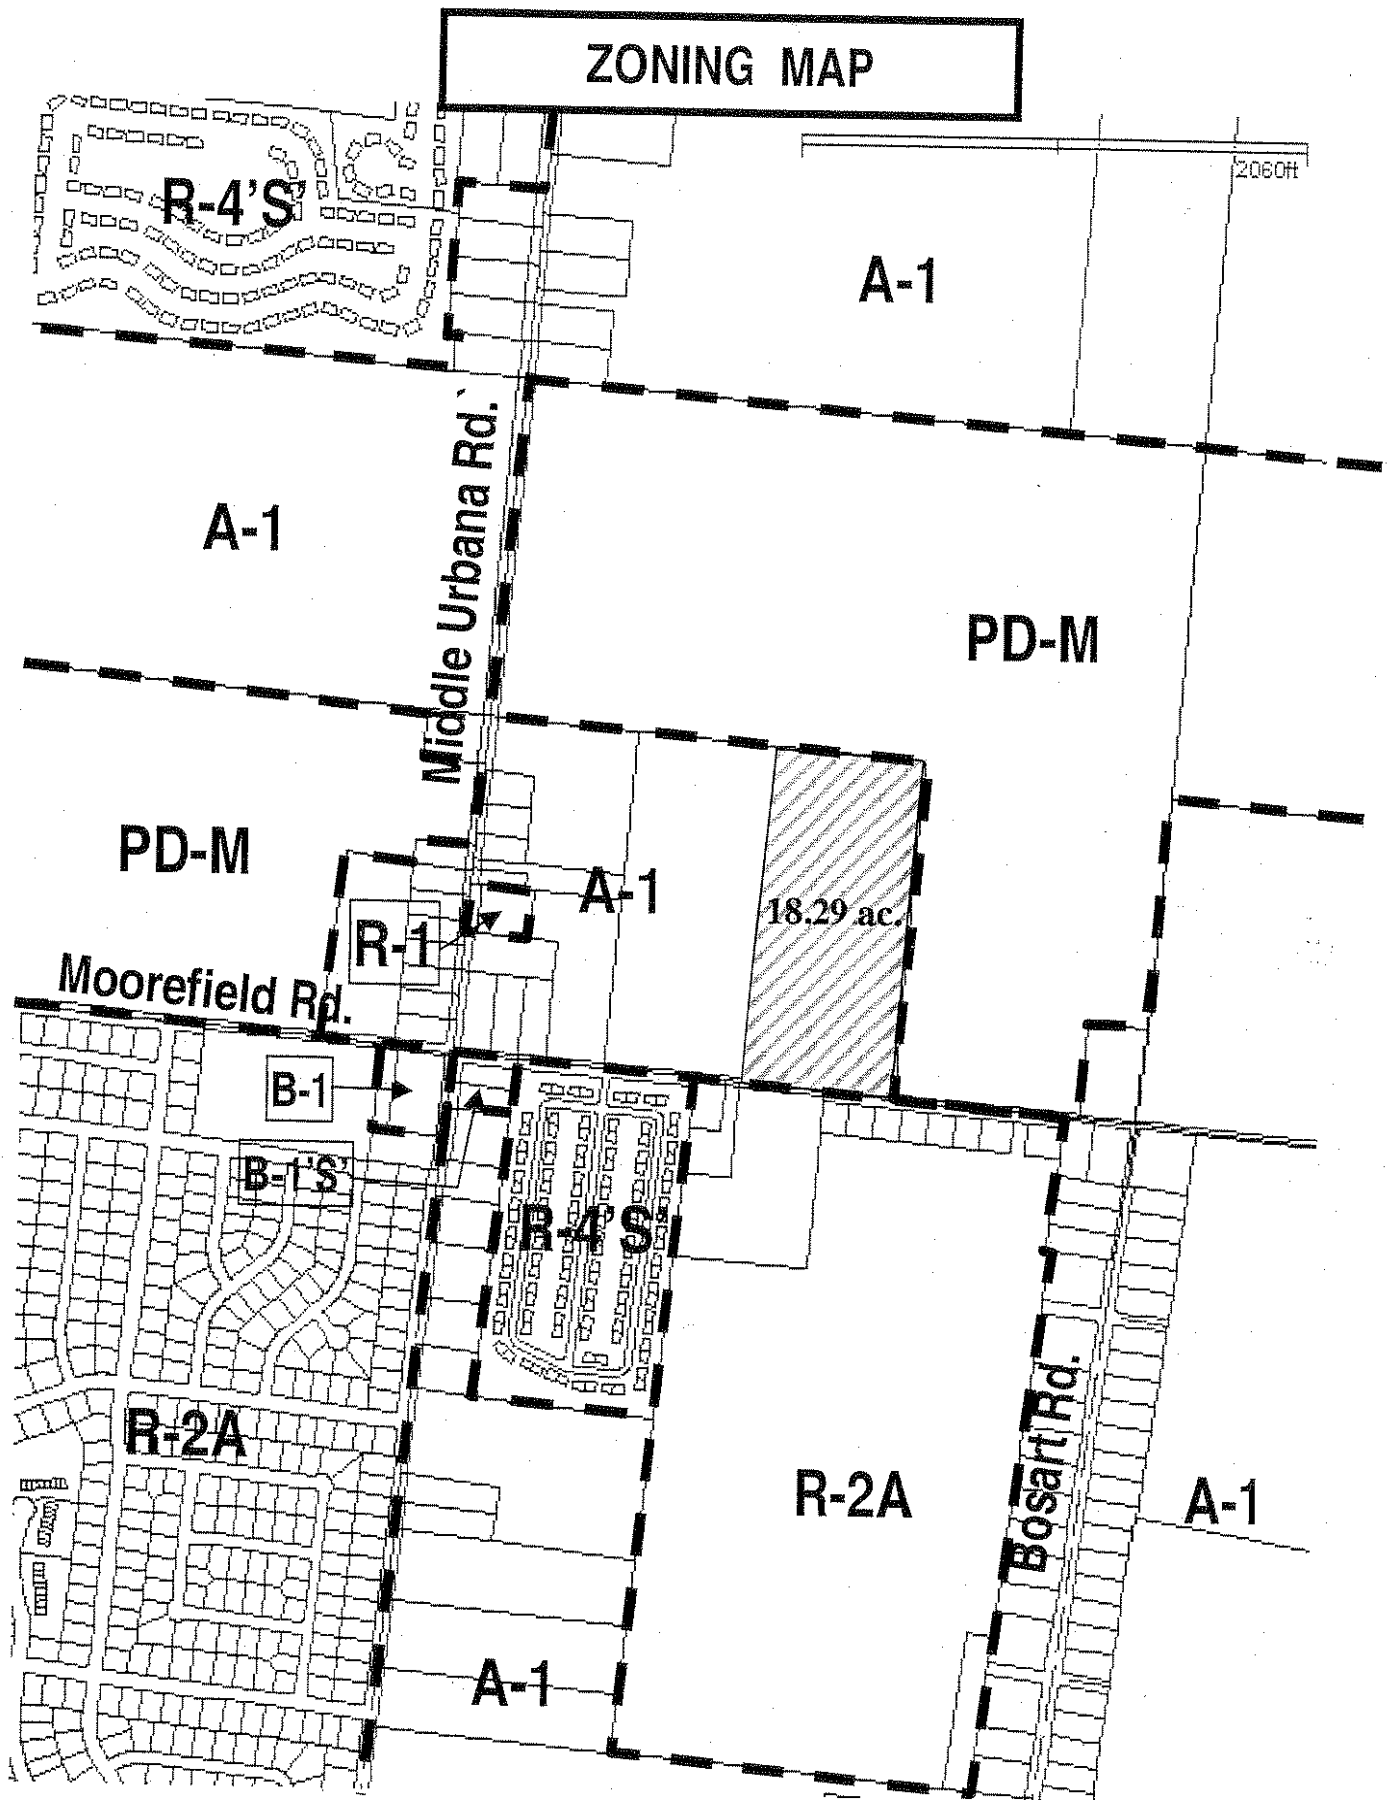 ZONING MAP
2060ft
R-4'S'
A-1
A-1
Middle Urbana Rd.
PD-M
PD-M
A-1
18.29 ac.
R-1
Moorefield Rd.
B-1
B-1'S'
R-4'S'
R-2A
R-2A
Bosart Rd.
A-1
A-1